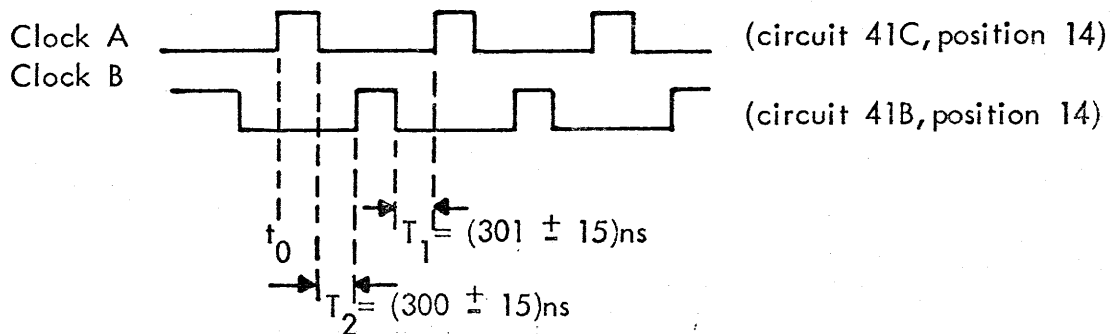 Clock A (circuit 41C, position 14)
Clock B (circuit 41B, position 14)
t0 T1 = (301 ± 15)ns
T2 = (300 ± 15)ns